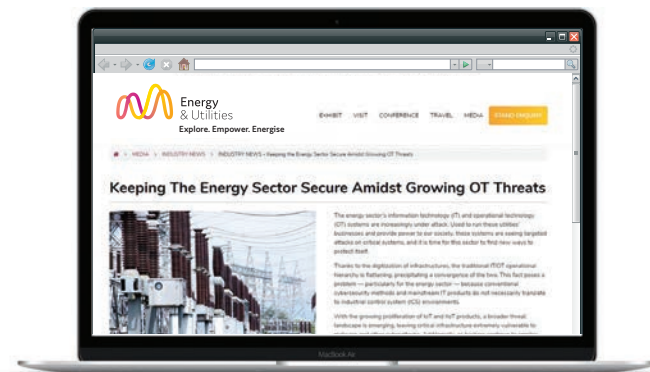 Energy
& Utilities
Explore. Empower. Energise
EXHIBIT VISIT CONFERENCE TRAVEL MEDIA STAND ENQUIRY
> MEDIA > INDUSTRY NEWS > INDUSTRY NEWS - Keeping the Energy Sector Secure Amidst Growing OT Threats
Keeping The Energy Sector Secure Amidst Growing OT Threats
The energy sector's information technology (IT) and operational technology
(OT) systems are increasingly under attack. Used to run these utilities'
businesses and provide power to our society, these systems are seeing targeted
attacks on critical systems, and it is time for this sector to find new ways to
protect itself.
Thanks to the digitization of infrastructures, the traditional IT/OT operational
hierarchy is flattening, precipitating a convergence of the two. This fact poses a
problem — particularly for the energy sector — because conventional
cybersecurity methods and mainstream IT products do not necessarily translate
to industrial control system (ICS) environments.
With the growing proliferation of IoT and IIoT products, a broader threat
landscape is emerging, leaving critical infrastructure extremely vulnerable to
MacBook Air